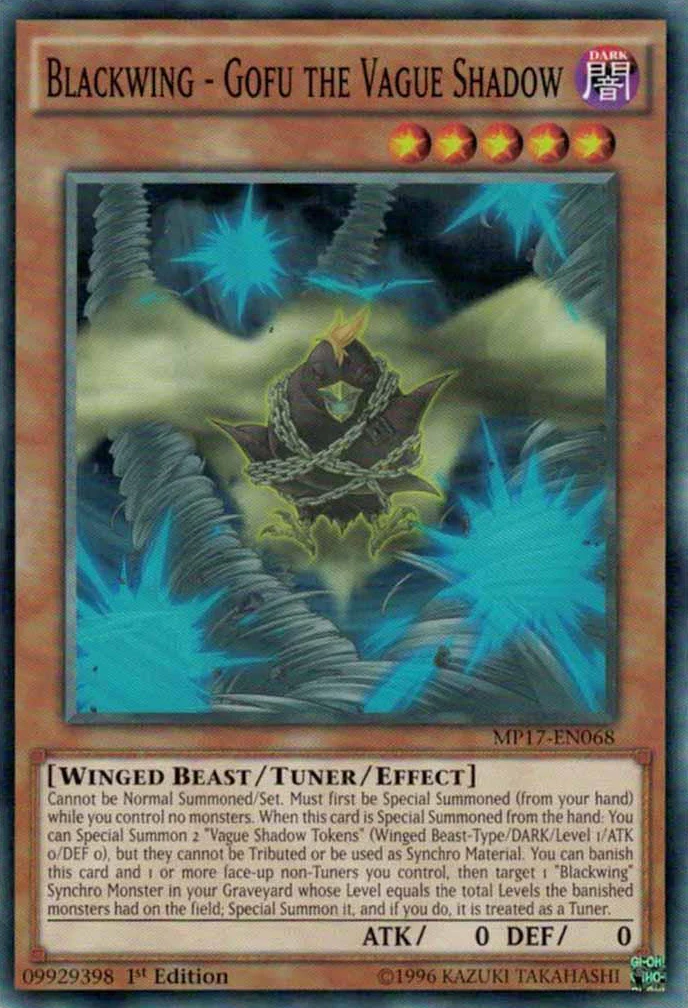 BLACKWING - GOFU THE VAGUE SHADOW
DARK
闇
MP17-EN068
[WINGED BEAST/TUNER/EFFECT]
Cannot be Normal Summoned/Set. Must first be Special Summoned (from your hand)
while you control no monsters. When this card is Special Summoned from the hand: You
can Special Summon 2 "Vague Shadow Tokens" (Winged Beast-Type/DARK/Level 1/ATK
0/DEF 0), but they cannot be Tributed or be used as Synchro Material. You can banish
this card and 1 or more face-up non-Tuners you control, then target 1 "Blackwing"
Synchro Monster in your Graveyard whose Level equals the total Levels the banished
monsters had on the field; Special Summon it, and if you do, it is treated as a Tuner.
ATK/ 0 DEF/ 0
09929398 1st Edition ©1996 KAZUKI TAKAHASHI